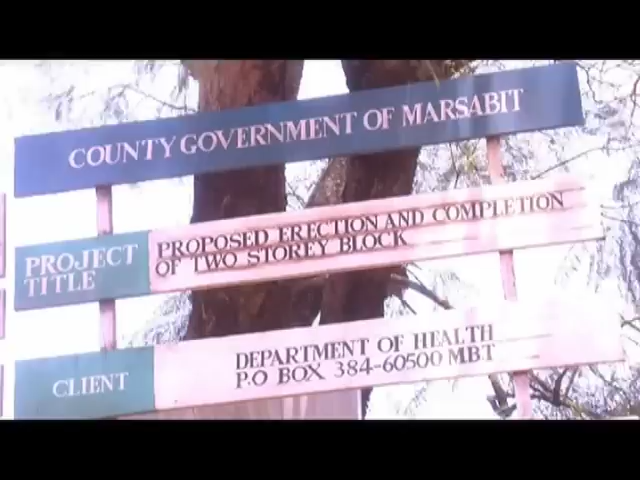 COUNTY GOVERNMENT OF MARSABIT
PROJECT TITLE
PROPOSED ERECTION AND COMPLETION
OF TWO STOREY BLOCK
CLIENT
DEPARTMENT OF HEALTH
P.O BOX 384-60500 MBT